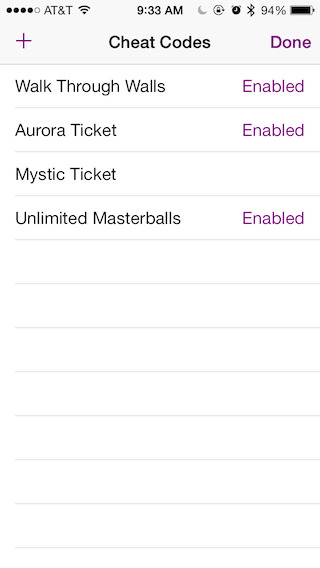 AT&T 9:33 AM 94%
+ Cheat Codes Done
Walk Through Walls Enabled
Aurora Ticket Enabled
Mystic Ticket
Unlimited Masterballs Enabled